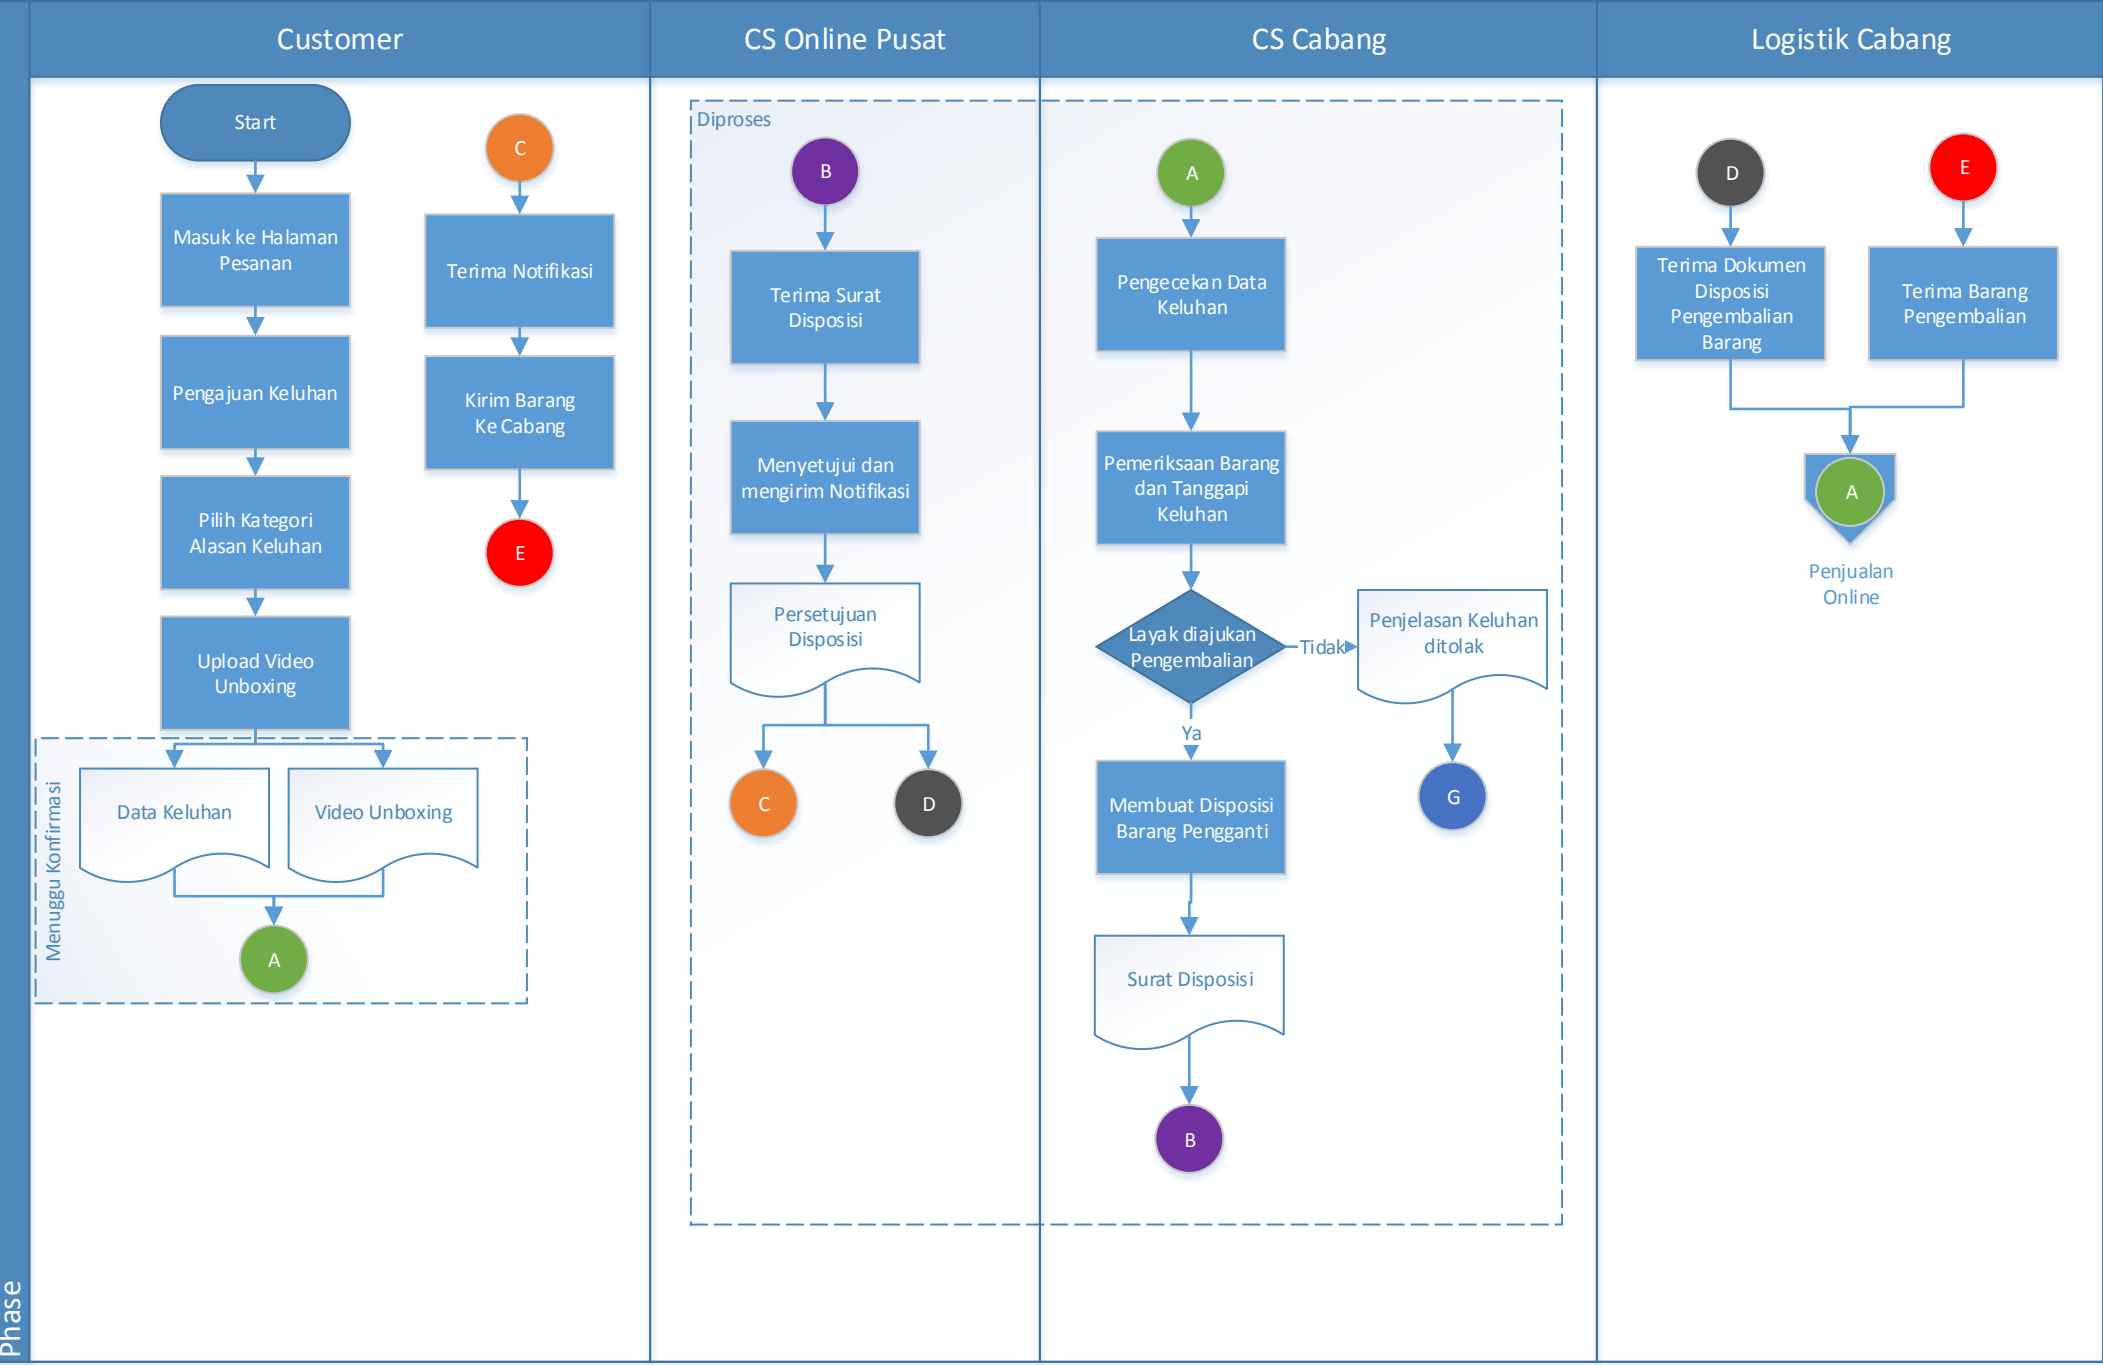 Customer
CS Online Pusat
CS Cabang
Logistik Cabang
Phase
Start
Masuk ke Halaman
Pesanan
Pengajuan Keluhan
Pilih Kategori
Alasan Keluhan
Upload Video
Unboxing
Menuggu Konfirmasi
Data Keluhan
Video Unboxing
A
C
Terima Notifikasi
Kirim Barang
Ke Cabang
E
Diproses
B
Terima Surat
Disposisi
Menyetujui dan
mengirim Notifikasi
Persetujuan
Disposisi
C
D
A
Pengecekan Data
Keluhan
Pemeriksaan Barang
dan Tanggapi
Keluhan
Layak diajukan
Pengembalian
Tidak
Penjelasan Keluhan
ditolak
G
Ya
Membuat Disposisi
Barang Pengganti
Surat Disposisi
B
D
Terima Dokumen
Disposisi
Pengembalian
Barang
E
Terima Barang
Pengembalian
A
Penjualan
Online